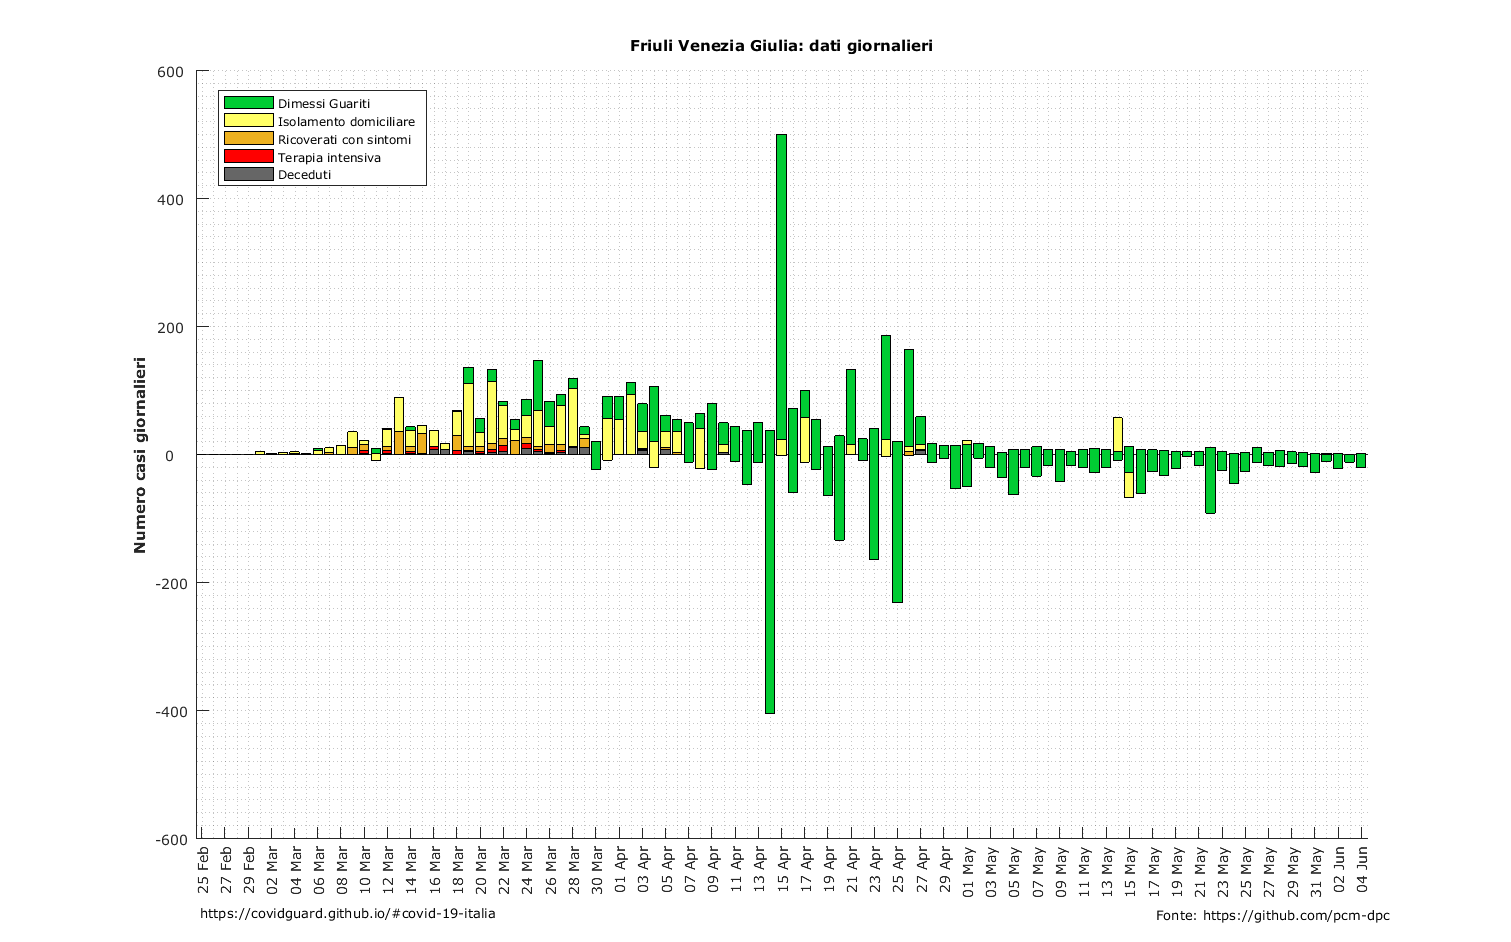 Friuli Venezia Giulia: dati giornalieri
600
400
200
0
-200
-400
-600
Numero casi giornalieri
Dimessi Guariti
Isolamento domiciliare
Ricoverati con sintomi
Terapia intensiva
Deceduti
25 Feb
27 Feb
29 Feb
02 Mar
04 Mar
06 Mar
08 Mar
10 Mar
12 Mar
14 Mar
16 Mar
18 Mar
20 Mar
22 Mar
24 Mar
26 Mar
28 Mar
30 Mar
01 Apr
03 Apr
05 Apr
07 Apr
09 Apr
11 Apr
13 Apr
15 Apr
17 Apr
19 Apr
21 Apr
23 Apr
25 Apr
27 Apr
29 Apr
01 May
03 May
05 May
07 May
09 May
11 May
13 May
15 May
17 May
19 May
21 May
23 May
25 May
27 May
29 May
31 May
02 Jun
04 Jun
https://covidguard.github.io/#covid-19-italia
Fonte: https://github.com/pcm-dpc